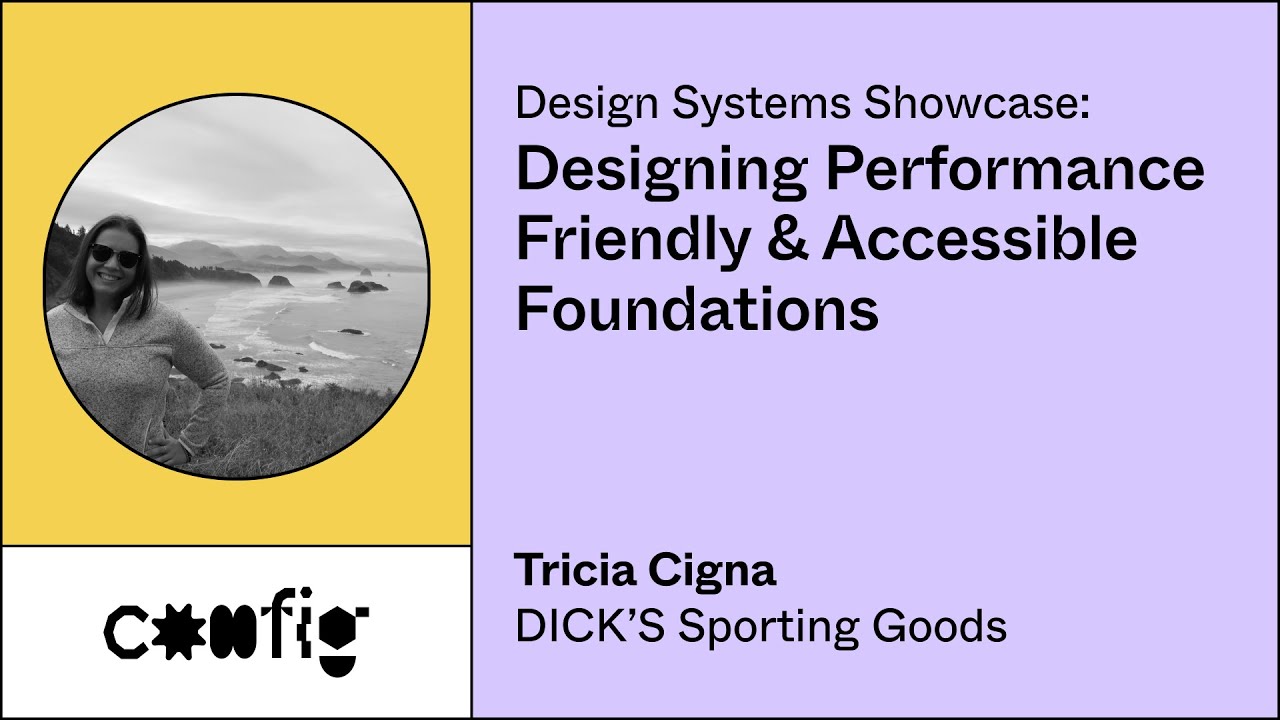 Design Systems Showcase:
Designing Performance
Friendly & Accessible
Foundations
Tricia Cigna
DICK’S Sporting Goods
config